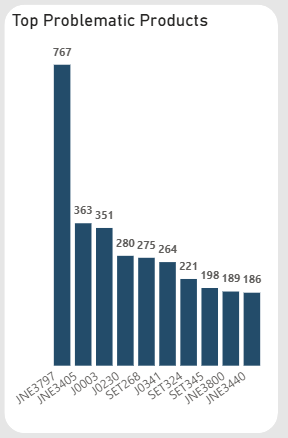 Top Problematic Products
767
363
351
280
275
264
221
198
189
186
JNE3797
JNE3405
J0003
J0230
SET268
J0341
SET324
SET345
JNE3800
JNE3440